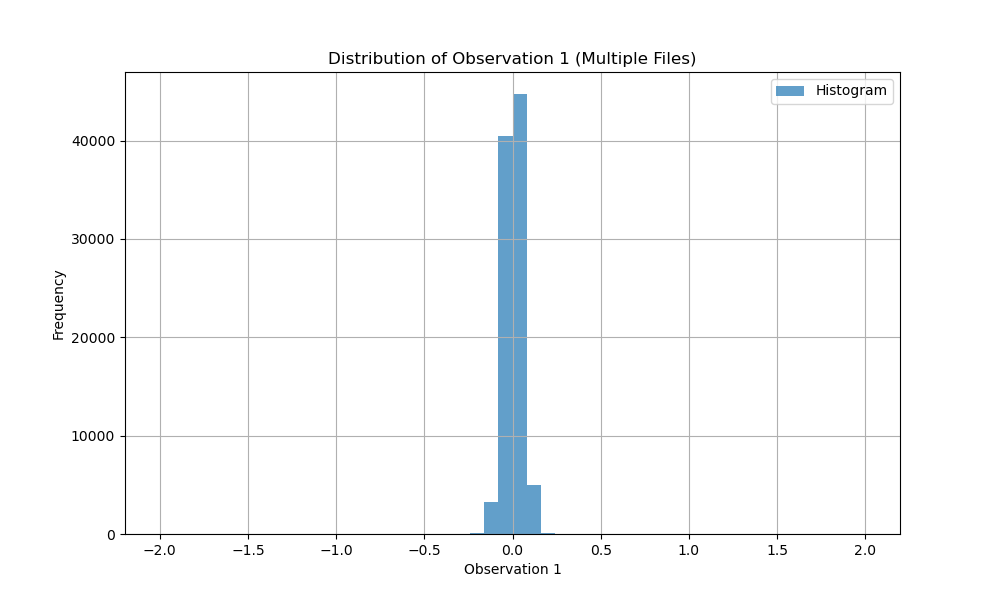 Distribution of Observation 1 (Multiple Files)
Histogram
40000
30000
20000
10000
0
Frequency
−2.0 −1.5 −1.0 −0.5 0.0 0.5 1.0 1.5 2.0
Observation 1